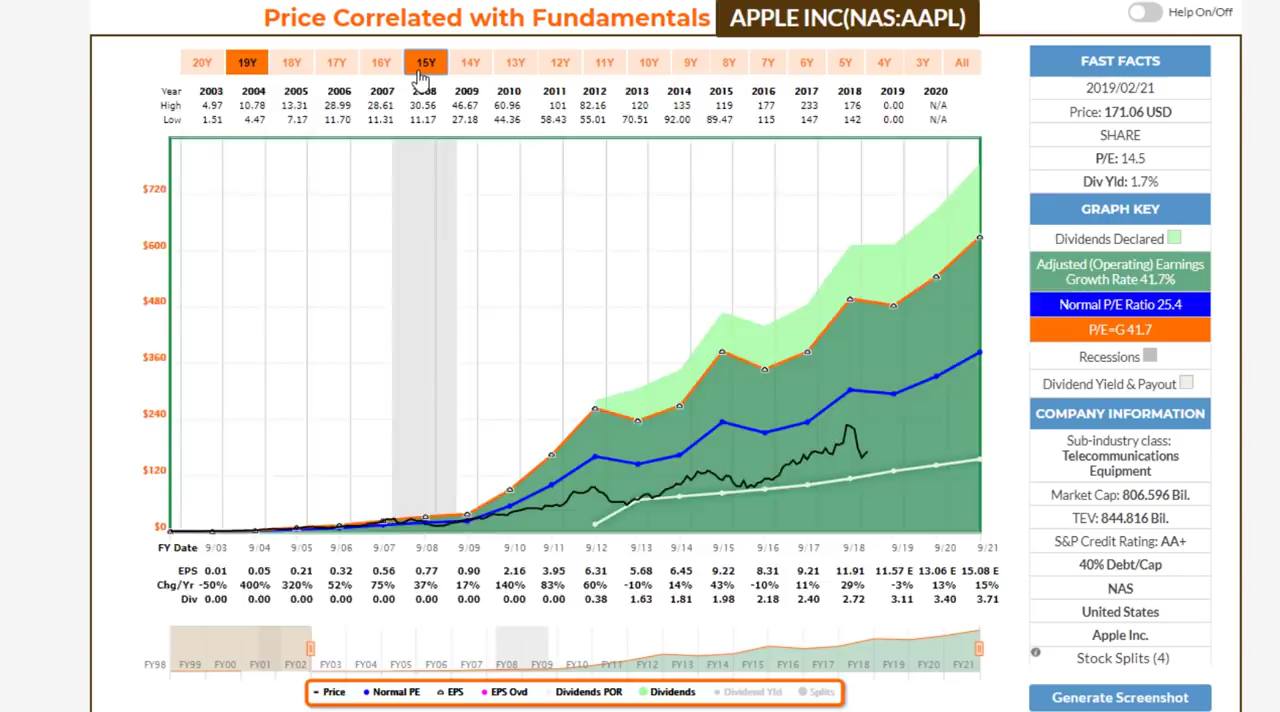 Price Correlated with Fundamentals APPLE INC(NAS:AAPL)
Help On/Off
20Y 19Y 18Y 17Y 16Y 15Y 14Y 13Y 12Y 11Y 10Y 9Y 8Y 7Y 6Y 5Y 4Y 3Y All
Year 2003 2004 2005 2006 2007 2008 2009 2010 2011 2012 2013 2014 2015 2016 2017 2018 2019 2020
High 4.97 10.78 13.31 28.99 28.61 30.56 46.67 60.96 101 82.16 120 135 119 177 233 176 0.00 N/A
Low 1.51 4.47 7.17 11.70 11.31 11.17 27.18 44.36 58.43 55.01 70.51 92.00 89.47 115 147 142 0.00 N/A
$720
$600
$480
$360
$240
$120
$0
FY Date 9/03 9/04 9/05 9/06 9/07 9/08 9/09 9/10 9/11 9/12 9/13 9/14 9/15 9/16 9/17 9/18 9/19 9/20 9/21
EPS 0.01 0.05 0.21 0.32 0.56 0.77 0.90 2.16 3.95 6.31 5.68 6.45 9.22 8.31 9.21 11.91 11.57 E 13.06 E 15.08 E
Chg/Yr -50% 400% 320% 52% 75% 37% 17% 140% 83% 60% -10% 14% 43% -10% 11% 29% -3% 13% 15%
Div 0.00 0.00 0.00 0.00 0.00 0.00 0.00 0.00 0.00 0.38 1.63 1.81 1.98 2.18 2.40 2.72 3.11 3.40 3.71
FY98 FY99 FY00 FY01 FY02 FY03 FY04 FY05 FY06 FY07 FY08 FY09 FY10 FY11 FY12 FY13 FY14 FY15 FY16 FY17 FY18 FY19 FY20 FY21
Price Normal PE EPS EPS Ovd Dividends POR Dividends Dividend Yld Splits
FAST FACTS
2019/02/21
Price: 171.06 USD
SHARE
P/E: 14.5
Div Yld: 1.7%
GRAPH KEY
Dividends Declared
Adjusted (Operating) Earnings
Growth Rate 41.7%
Normal P/E Ratio 25.4
P/E=G 41.7
Recessions
Dividend Yield & Payout
COMPANY INFORMATION
Sub-industry class:
Telecommunications
Equipment
Market Cap: 806.596 Bil.
TEV: 844.816 Bil.
S&P Credit Rating: AA+
40% Debt/Cap
NAS
United States
Apple Inc.
Stock Splits (4)
Generate Screenshot